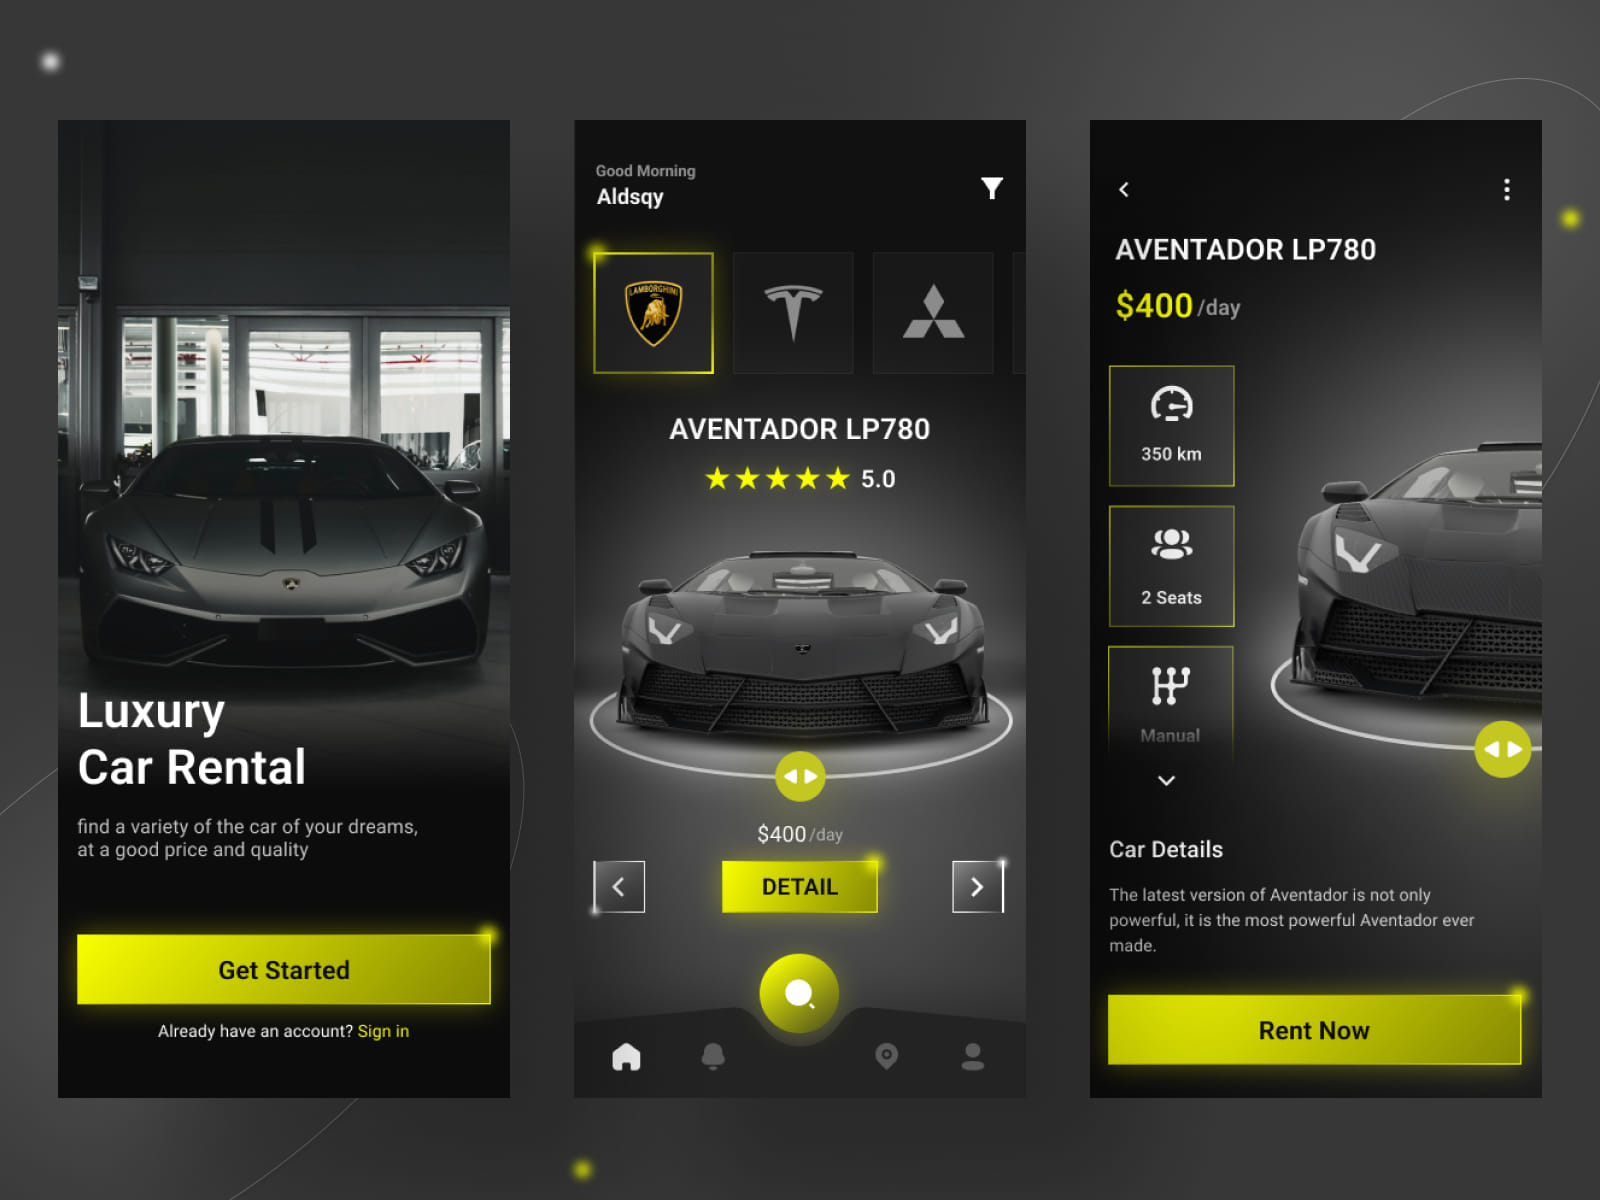 Luxury
Car Rental
find a variety of the car of your dreams,
at a good price and quality
Get Started
Already have an account? Sign in
Good Morning
Aldsqy
LAMBORGHINI
AVENTADOR LP780
5.0
$400/day
DETAIL
AVENTADOR LP780
$400/day
350 km
2 Seats
Manual
Car Details
The latest version of Aventador is not only
powerful, it is the most powerful Aventador ever
made.
Rent Now